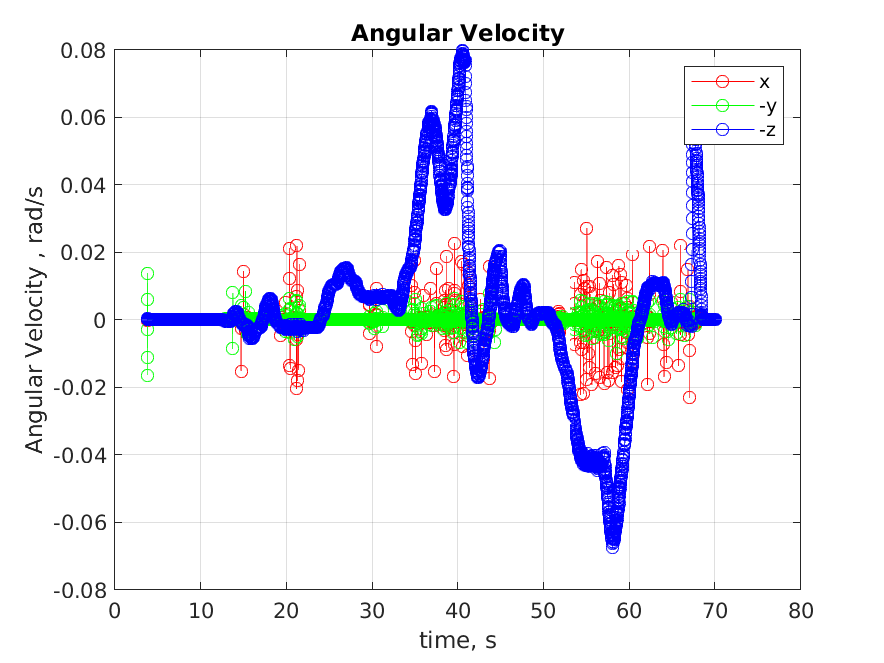 Angular Velocity
x
-y
-z
Angular Velocity , rad/s
0.08
0.06
0.04
0.02
0
-0.02
-0.04
-0.06
-0.08
0 10 20 30 40 50 60 70 80
time, s